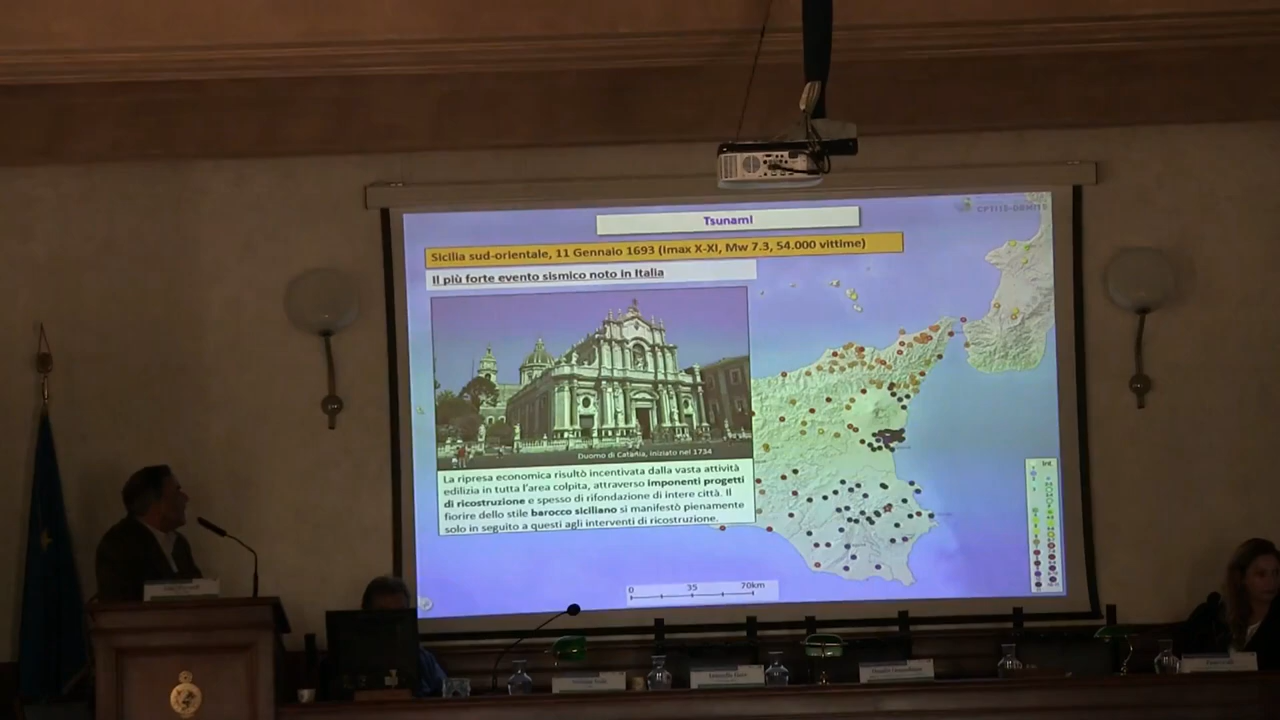 Tsunami
CPTI15-DBMI15
Sicilia sud-orientale, 11 Gennaio 1693 (Imax X-XI, Mw 7.3, 54.000 vittime)
Il più forte evento sismico noto in Italia
Duomo di Catania, iniziato nel 1734
La ripresa economica risultò incentivata dalla vasta attività
edilizia in tutta l'area colpita, attraverso imponenti progetti
di ricostruzione e spesso di rifondazione di intere città. Il
fiorire dello stile barocco siciliano si manifestò pienamente
solo in seguito a questi agli interventi di ricostruzione.
Int.
0 35 70km